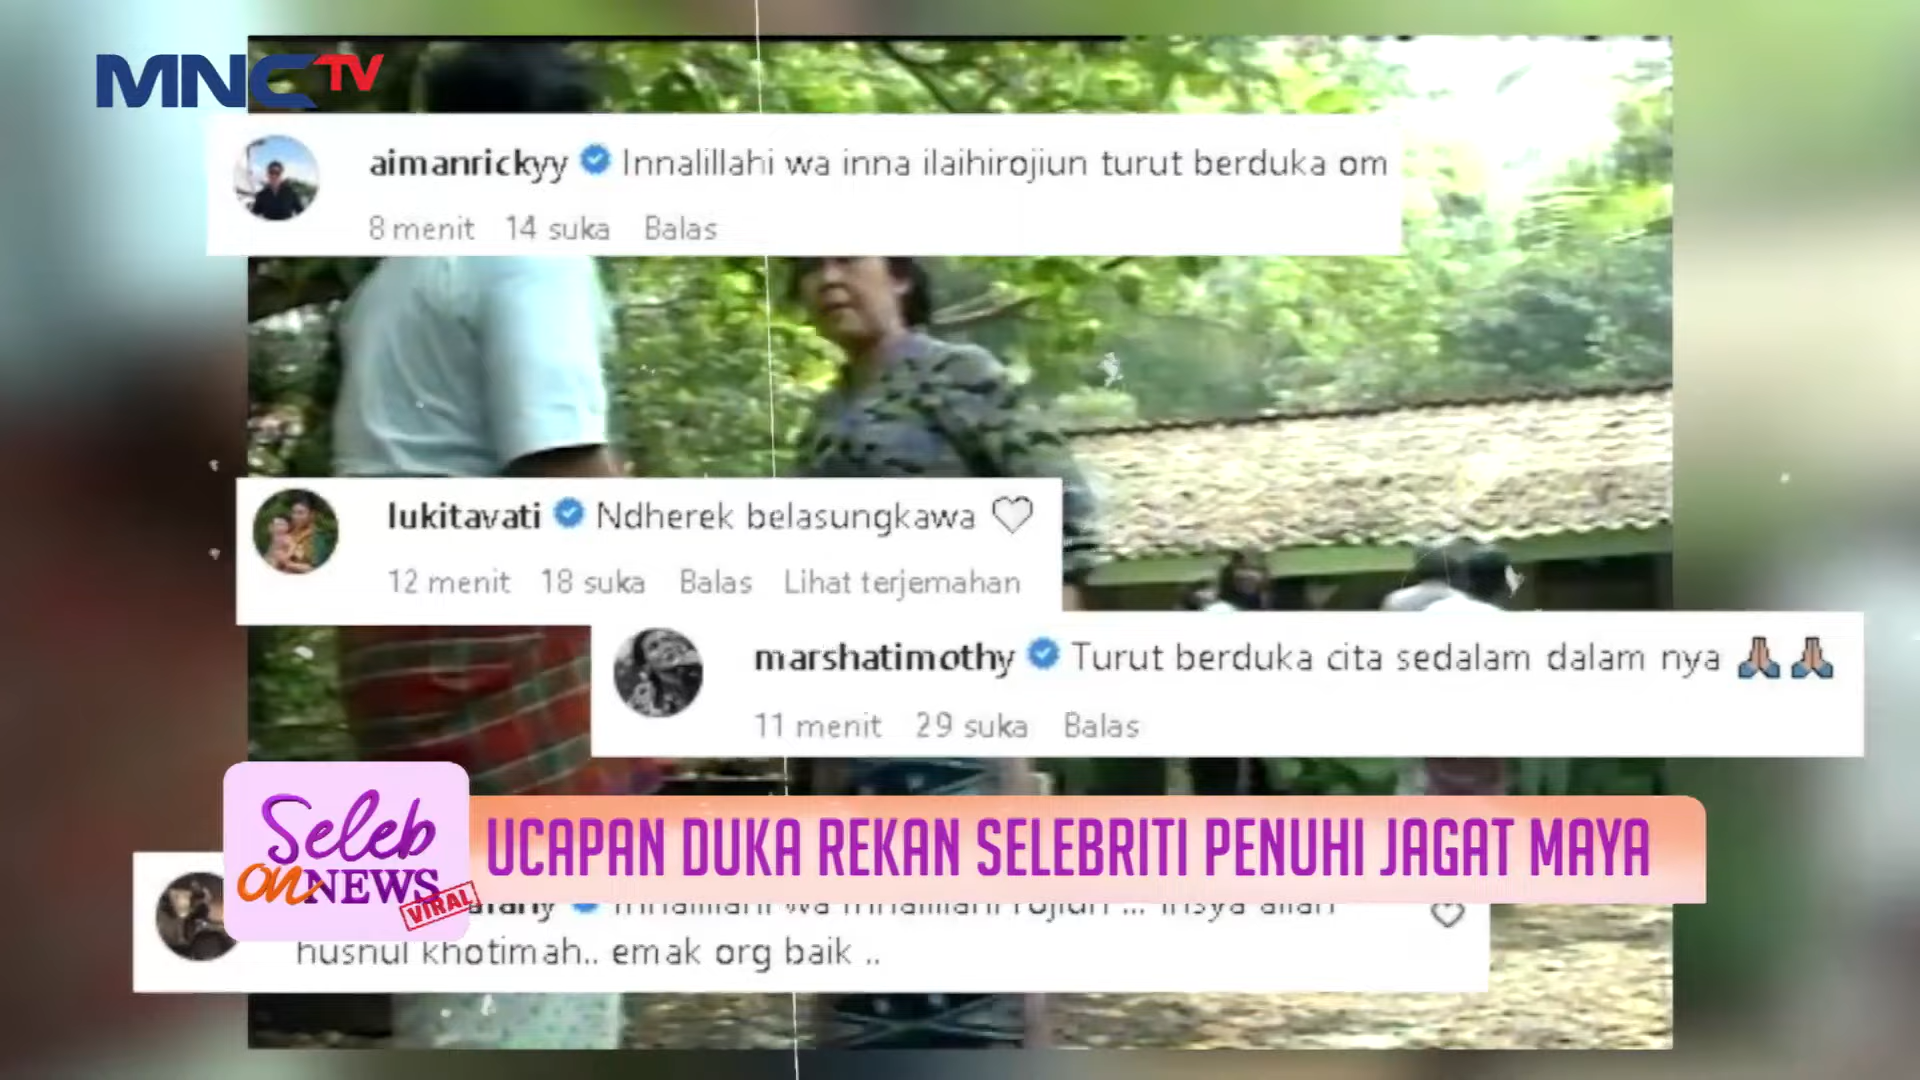 MNCTV
aimanrickyy Innalillahi wa inna ilaihirojiun turut berduka om
8 menit 14 suka Balas
lukitavati Ndherek belasungkawa
12 menit 18 suka Balas Lihat terjemahan
marshatimothy Turut berduka cita sedalam dalam nya 🙏🙏
11 menit 29 suka Balas
Seleb
on NEWS
VIRAL
UCAPAN DUKA REKAN SELEBRITI PENUHI JAGAT MAYA
husnul khotimah.. emak org baik ..